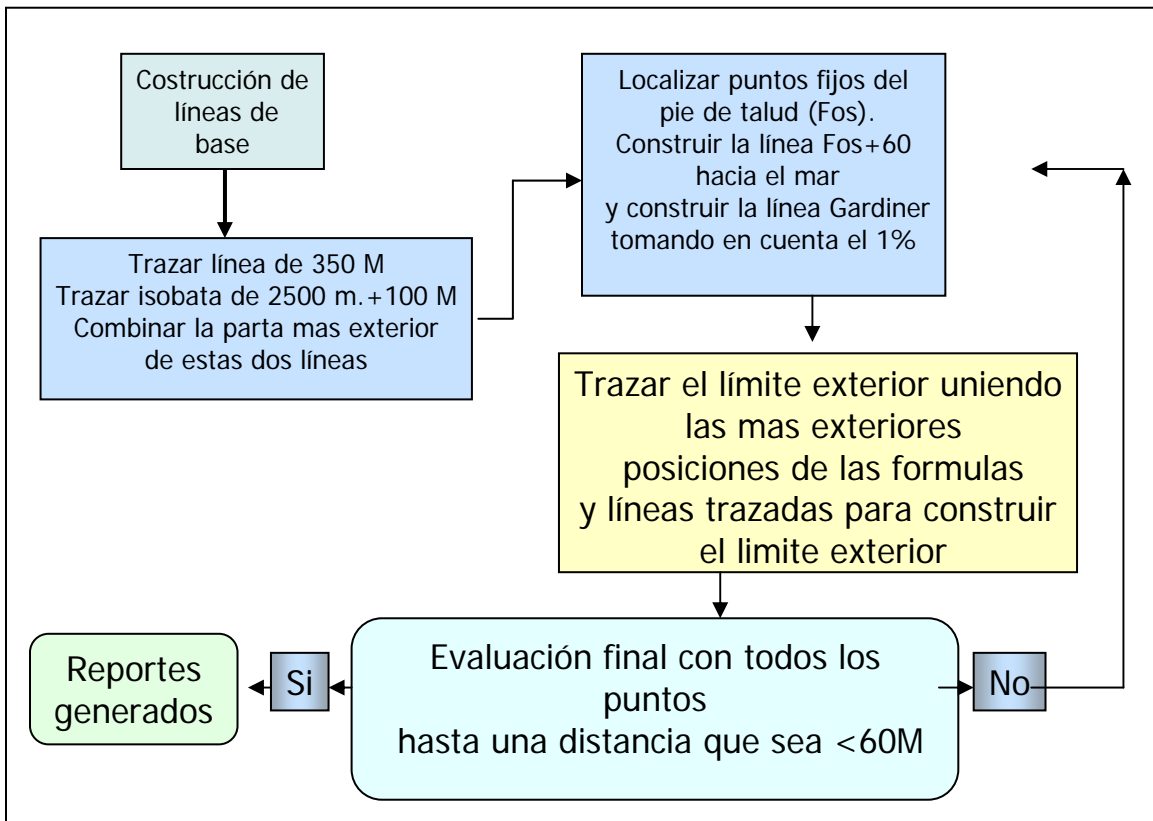 Costrucción de
líneas de
base
Trazar línea de 350 M
Trazar isobata de 2500 m.+100 M
Combinar la parta mas exterior
de estas dos líneas
Localizar puntos fijos del
pie de talud (Fos).
Construir la línea Fos+60
hacia el mar
y construir la línea Gardiner
tomando en cuenta el 1%
Trazar el límite exterior uniendo
las mas exteriores
posiciones de las formulas
y líneas trazadas para construir
el limite exterior
Evaluación final con todos los
puntos
hasta una distancia que sea <60M
Si
No
Reportes
generados